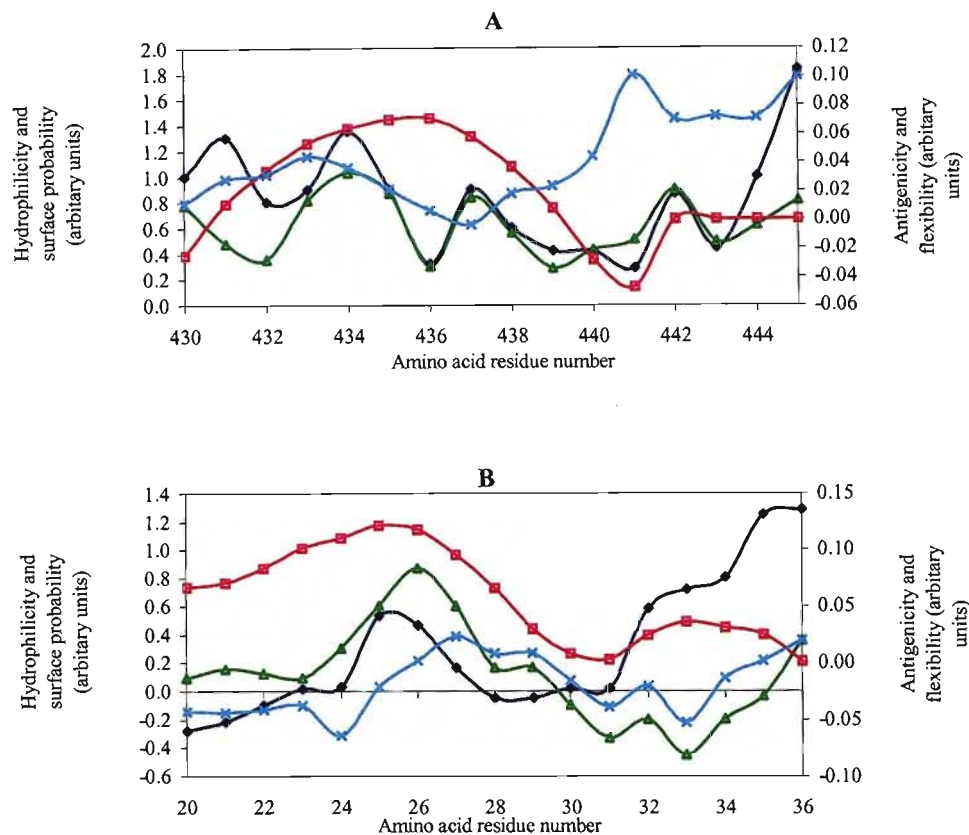 A
Hydrophilicity and
surface probability
(arbitary units)
2.0
1.8
1.6
1.4
1.2
1.0
0.8
0.6
0.4
0.2
0.0
0.12
0.10
0.08
0.06
0.04
0.02
0.00
-0.02
-0.04
-0.06
Antigenicity and
flexibility (arbitary
units)
430 432 434 436 438 440 442 444
Amino acid residue number
B
Hydrophilicity and
surface probability
(arbitary units)
1.4
1.2
1.0
0.8
0.6
0.4
0.2
0.0
-0.2
-0.4
-0.6
0.15
0.10
0.05
0.00
-0.05
-0.10
Antigenicity and
flexibility (arbitary
units)
20 22 24 26 28 30 32 34 36
Amino acid residue number